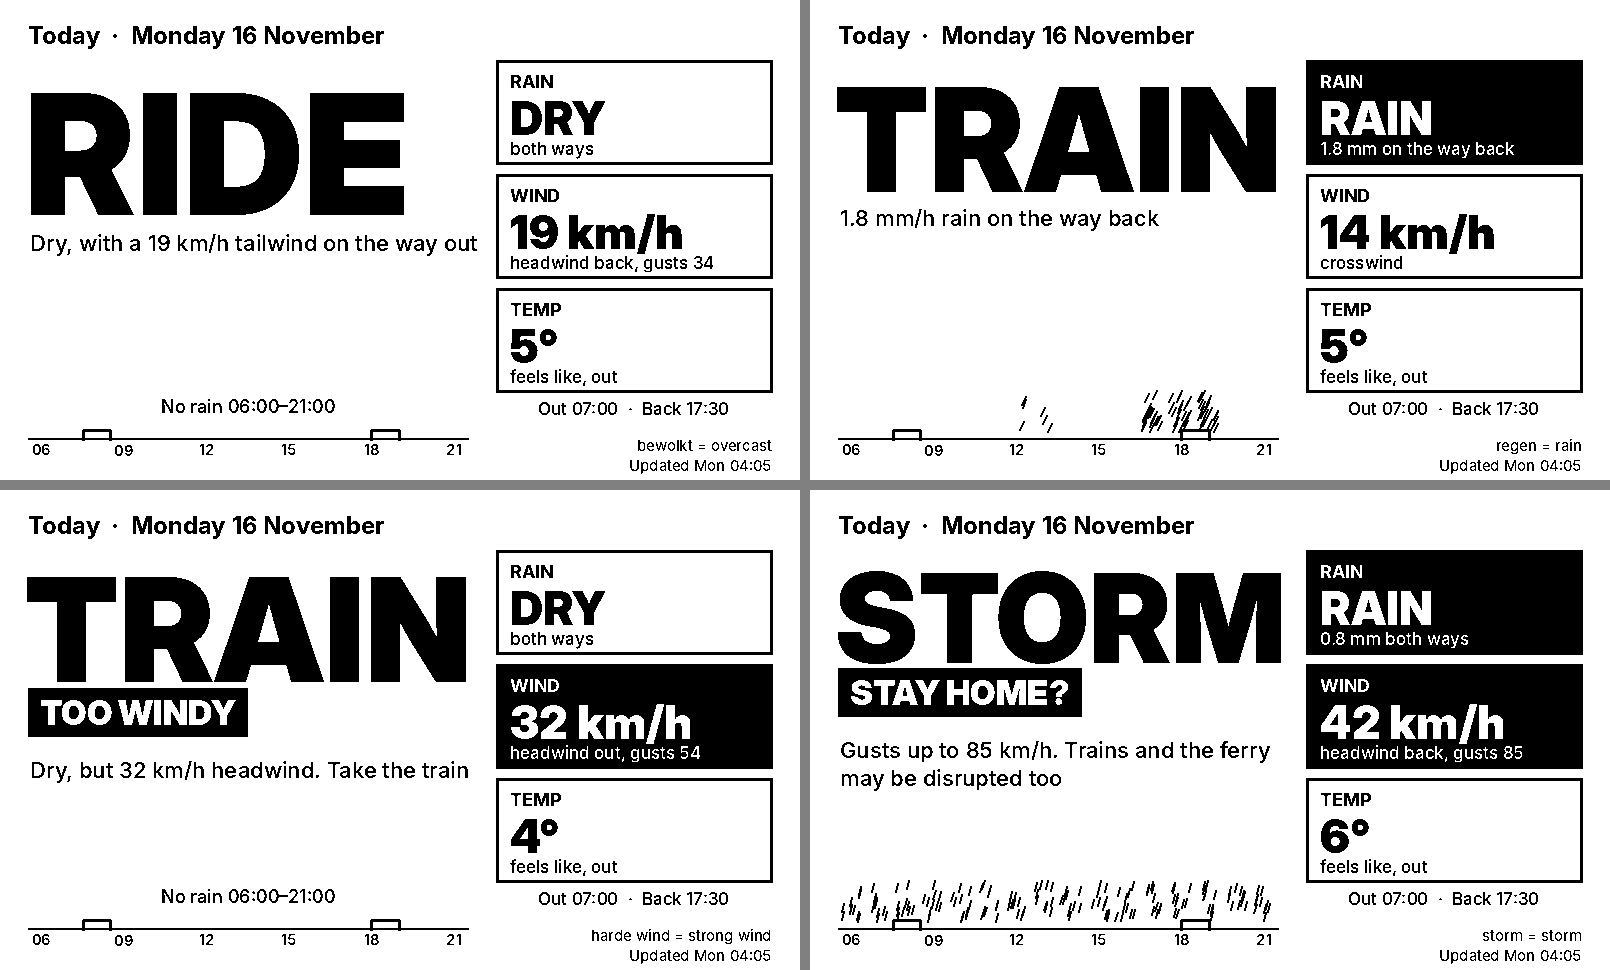 Today · Monday 16 November
RIDE
Dry, with a 19 km/h tailwind on the way out
RAIN
DRY
both ways
WIND
19 km/h
headwind back, gusts 34
TEMP
5°
feels like, out
Out 07:00 · Back 17:30
No rain 06:00–21:00
06 09 12 15 18 21
bewolkt = overcast
Updated Mon 04:05
Today · Monday 16 November
TRAIN
1.8 mm/h rain on the way back
RAIN
RAIN
1.8 mm on the way back
WIND
14 km/h
crosswind
TEMP
5°
feels like, out
Out 07:00 · Back 17:30
06 09 12 15 18 21
regen = rain
Updated Mon 04:05
Today · Monday 16 November
TRAIN
TOO WINDY
Dry, but 32 km/h headwind. Take the train
RAIN
DRY
both ways
WIND
32 km/h
headwind out, gusts 54
TEMP
4°
feels like, out
Out 07:00 · Back 17:30
No rain 06:00–21:00
06 09 12 15 18 21
harde wind = strong wind
Updated Mon 04:05
Today · Monday 16 November
STORM
STAY HOME?
Gusts up to 85 km/h. Trains and the ferry
may be disrupted too
RAIN
RAIN
0.8 mm both ways
WIND
42 km/h
headwind back, gusts 85
TEMP
6°
feels like, out
Out 07:00 · Back 17:30
06 09 12 15 18 21
storm = storm
Updated Mon 04:05